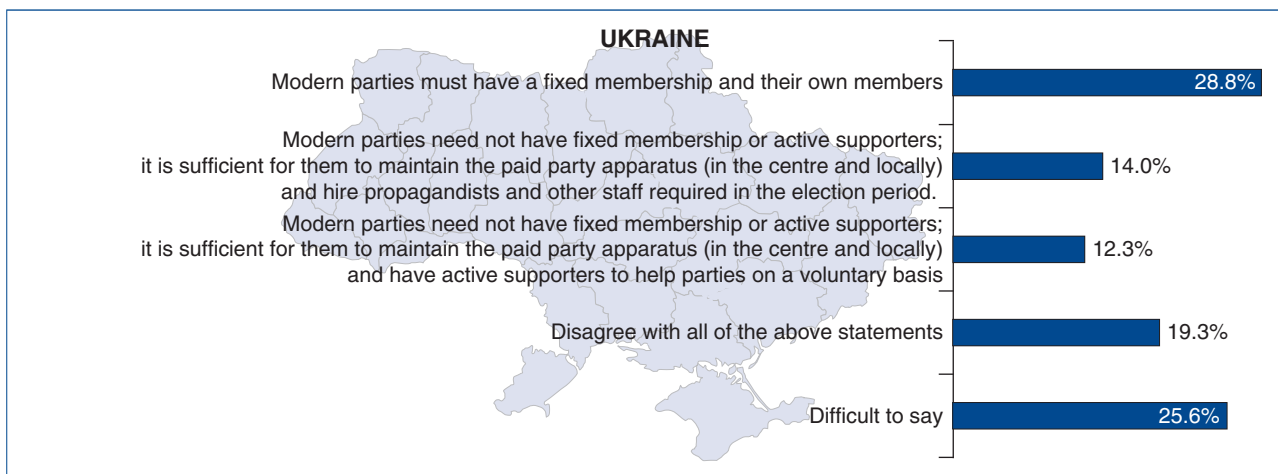 UKRAINE
Modern parties must have a fixed membership and their own members
28.8%
Modern parties need not have fixed membership or active supporters;
it is sufficient for them to maintain the paid party apparatus (in the centre and locally)
and hire propagandists and other staff required in the election period.
14.0%
Modern parties need not have fixed membership or active supporters;
it is sufficient for them to maintain the paid party apparatus (in the centre and locally)
and have active supporters to help parties on a voluntary basis
12.3%
Disagree with all of the above statements
19.3%
Difficult to say
25.6%